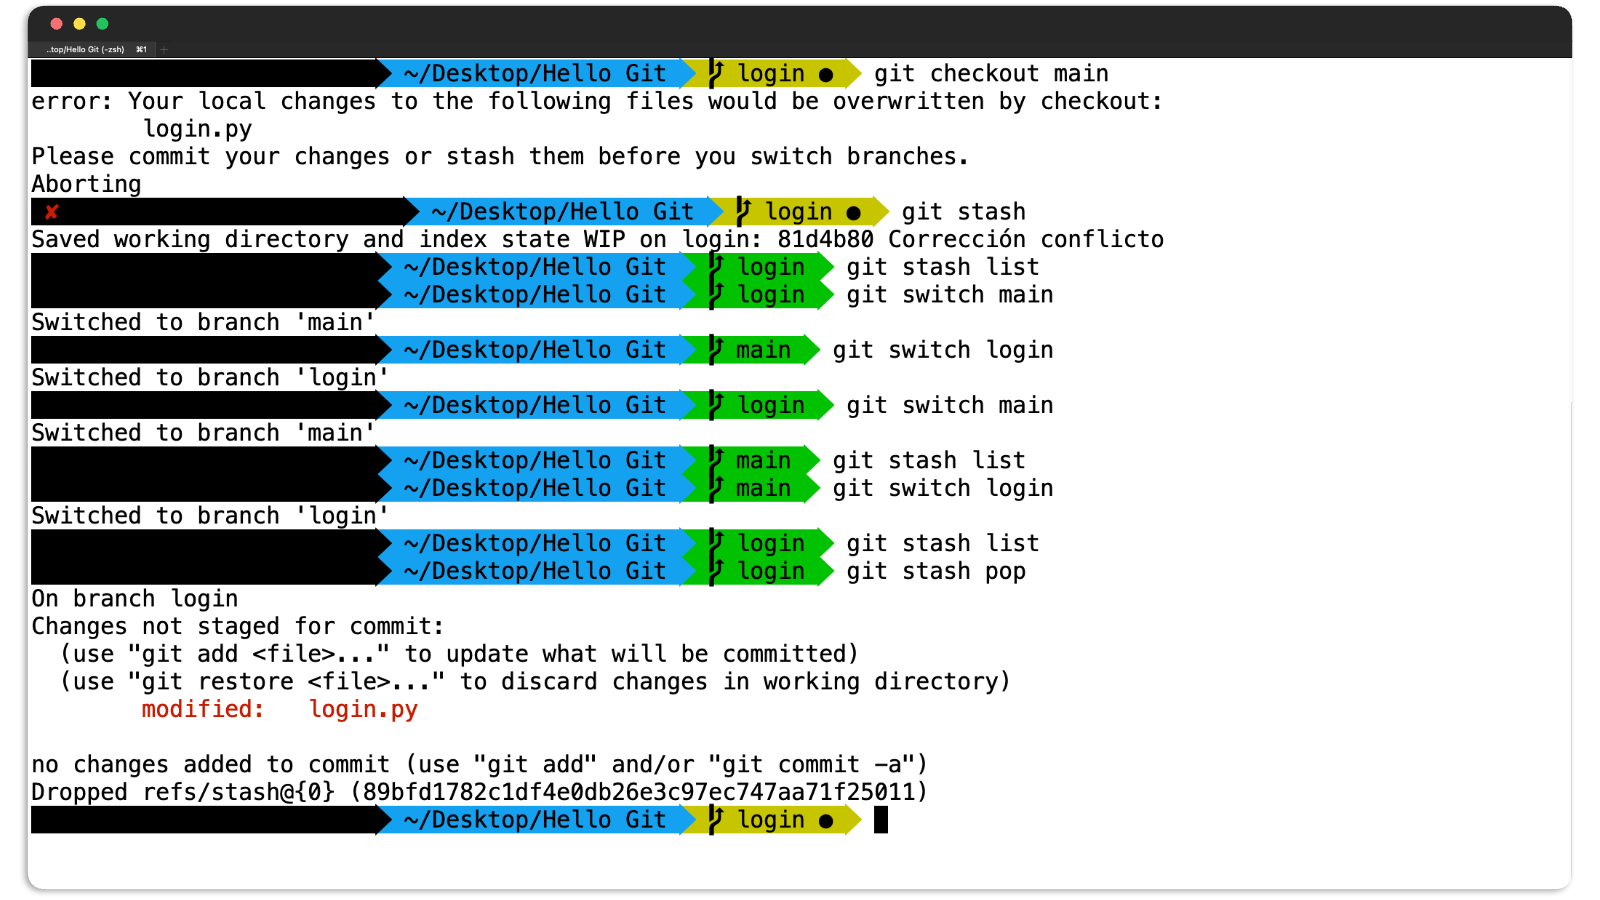 ..top/Hello Git (-zsh) ⌘1 +
~/Desktop/Hello Git login ● git checkout main
error: Your local changes to the following files would be overwritten by checkout:
login.py
Please commit your changes or stash them before you switch branches.
Aborting
✘ ~/Desktop/Hello Git login ● git stash
Saved working directory and index state WIP on login: 81d4b80 Corrección conflicto
~/Desktop/Hello Git login git stash list
~/Desktop/Hello Git login git switch main
Switched to branch 'main'
~/Desktop/Hello Git main git switch login
Switched to branch 'login'
~/Desktop/Hello Git login git switch main
Switched to branch 'main'
~/Desktop/Hello Git main git stash list
~/Desktop/Hello Git main git switch login
Switched to branch 'login'
~/Desktop/Hello Git login git stash list
~/Desktop/Hello Git login git stash pop
On branch login
Changes not staged for commit:
(use "git add <file>..." to update what will be committed)
(use "git restore <file>..." to discard changes in working directory)
modified: login.py
no changes added to commit (use "git add" and/or "git commit -a")
Dropped refs/stash@{0} (89bfd1782c1df4e0db26e3c97ec747aa71f25011)
~/Desktop/Hello Git login ●